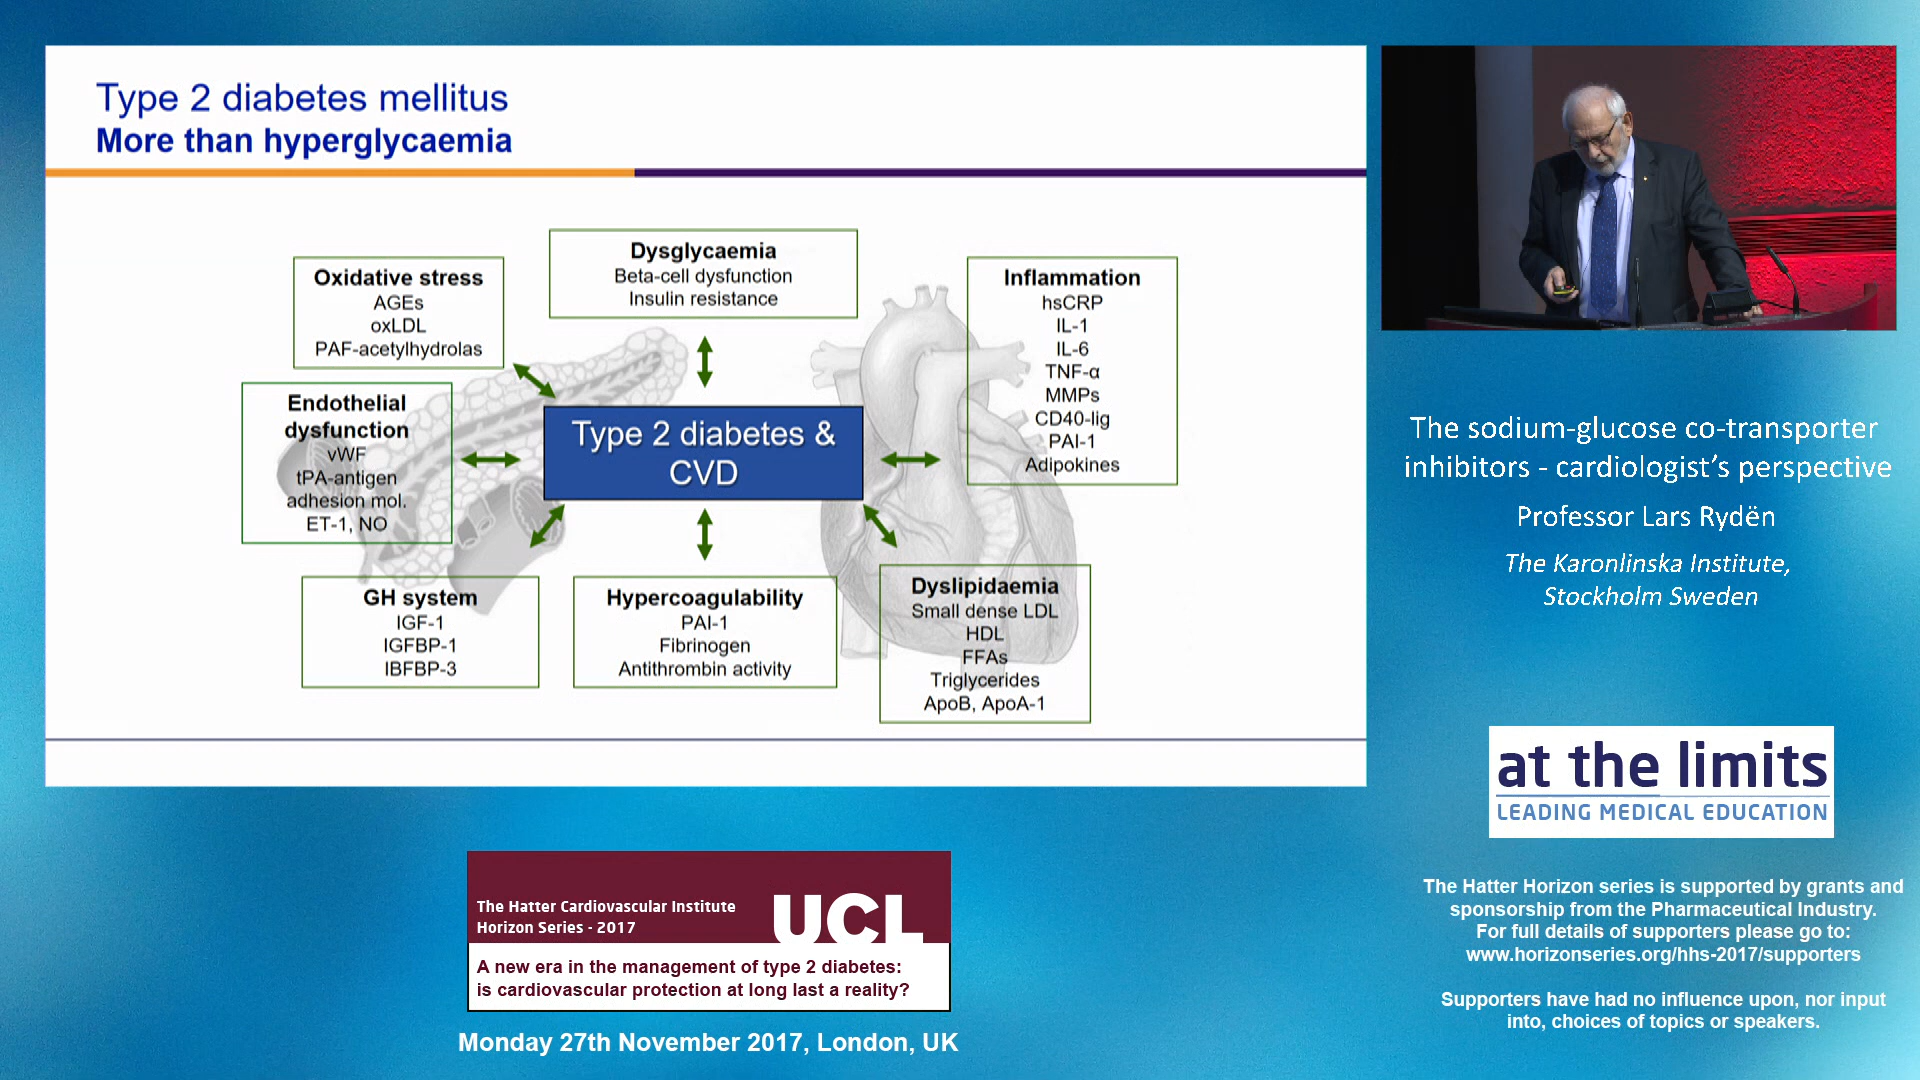 Type 2 diabetes mellitus
More than hyperglycaemia
Dysglycaemia
Beta-cell dysfunction
Insulin resistance
Oxidative stress
AGEs
oxLDL
PAF-acetylhydrolas
Inflammation
hsCRP
IL-1
IL-6
TNF-α
MMPs
CD40-lig
PAI-1
Adipokines
Endothelial
dysfunction
vWF
tPA-antigen
adhesion mol.
ET-1, NO
Type 2 diabetes &
CVD
GH system
IGF-1
IGFBP-1
IBFBP-3
Hypercoagulability
PAI-1
Fibrinogen
Antithrombin activity
Dyslipidaemia
Small dense LDL
HDL
FFAs
Triglycerides
ApoB, ApoA-1
The sodium-glucose co-transporter
inhibitors - cardiologist's perspective
Professor Lars Rydën
The Karonlinska Institute,
Stockholm Sweden
at the limits
LEADING MEDICAL EDUCATION
The Hatter Horizon series is supported by grants and
sponsorship from the Pharmaceutical Industry.
For full details of supporters please go to:
www.horizonseries.org/hhs-2017/supporters
Supporters have had no influence upon, nor input
into, choices of topics or speakers.
The Hatter Cardiovascular Institute
Horizon Series - 2017
UCL
A new era in the management of type 2 diabetes:
is cardiovascular protection at long last a reality?
Monday 27th November 2017, London, UK